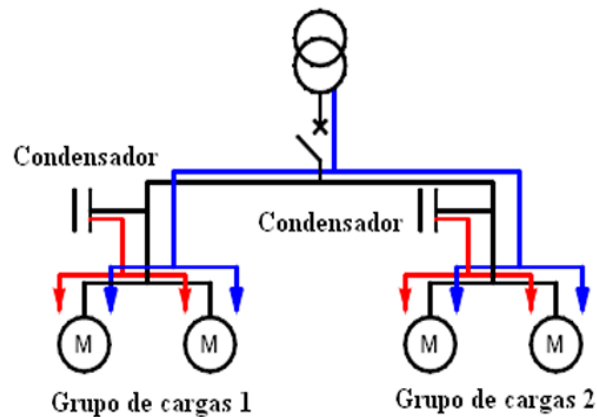 Condensador
Condensador
M
M
M
M
Grupo de cargas 1
Grupo de cargas 2